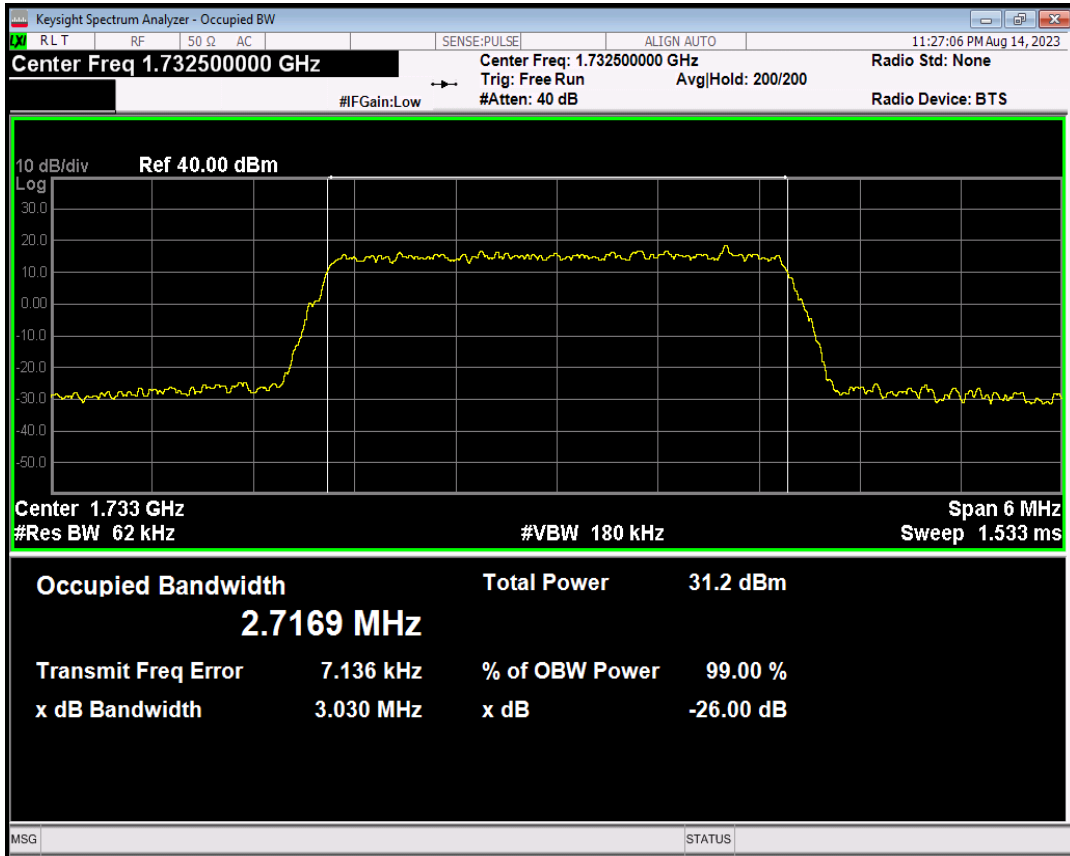 Keysight Spectrum Analyzer - Occupied BW
LXI RLT RF 50 Ω AC SENSE:PULSE ALIGN AUTO 11:27:06 PM Aug 14, 2023
Center Freq 1.732500000 GHz Center Freq: 1.732500000 GHz Radio Std: None
Trig: Free Run Avg|Hold: 200/200
#IFGain:Low #Atten: 40 dB Radio Device: BTS
10 dB/div Ref 40.00 dBm
Log
30.0
20.0
10.0
0.00
-10.0
-20.0
-30.0
-40.0
-50.0
Center 1.733 GHz Span 6 MHz
#Res BW 62 kHz #VBW 180 kHz Sweep 1.533 ms
Occupied Bandwidth Total Power 31.2 dBm
2.7169 MHz
Transmit Freq Error 7.136 kHz % of OBW Power 99.00 %
x dB Bandwidth 3.030 MHz x dB -26.00 dB
MSG STATUS